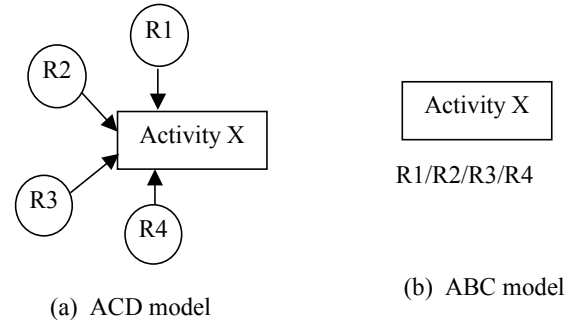 R1
R2
Activity X
R3
R4
(a) ACD model
Activity X
R1/R2/R3/R4
(b) ABC model